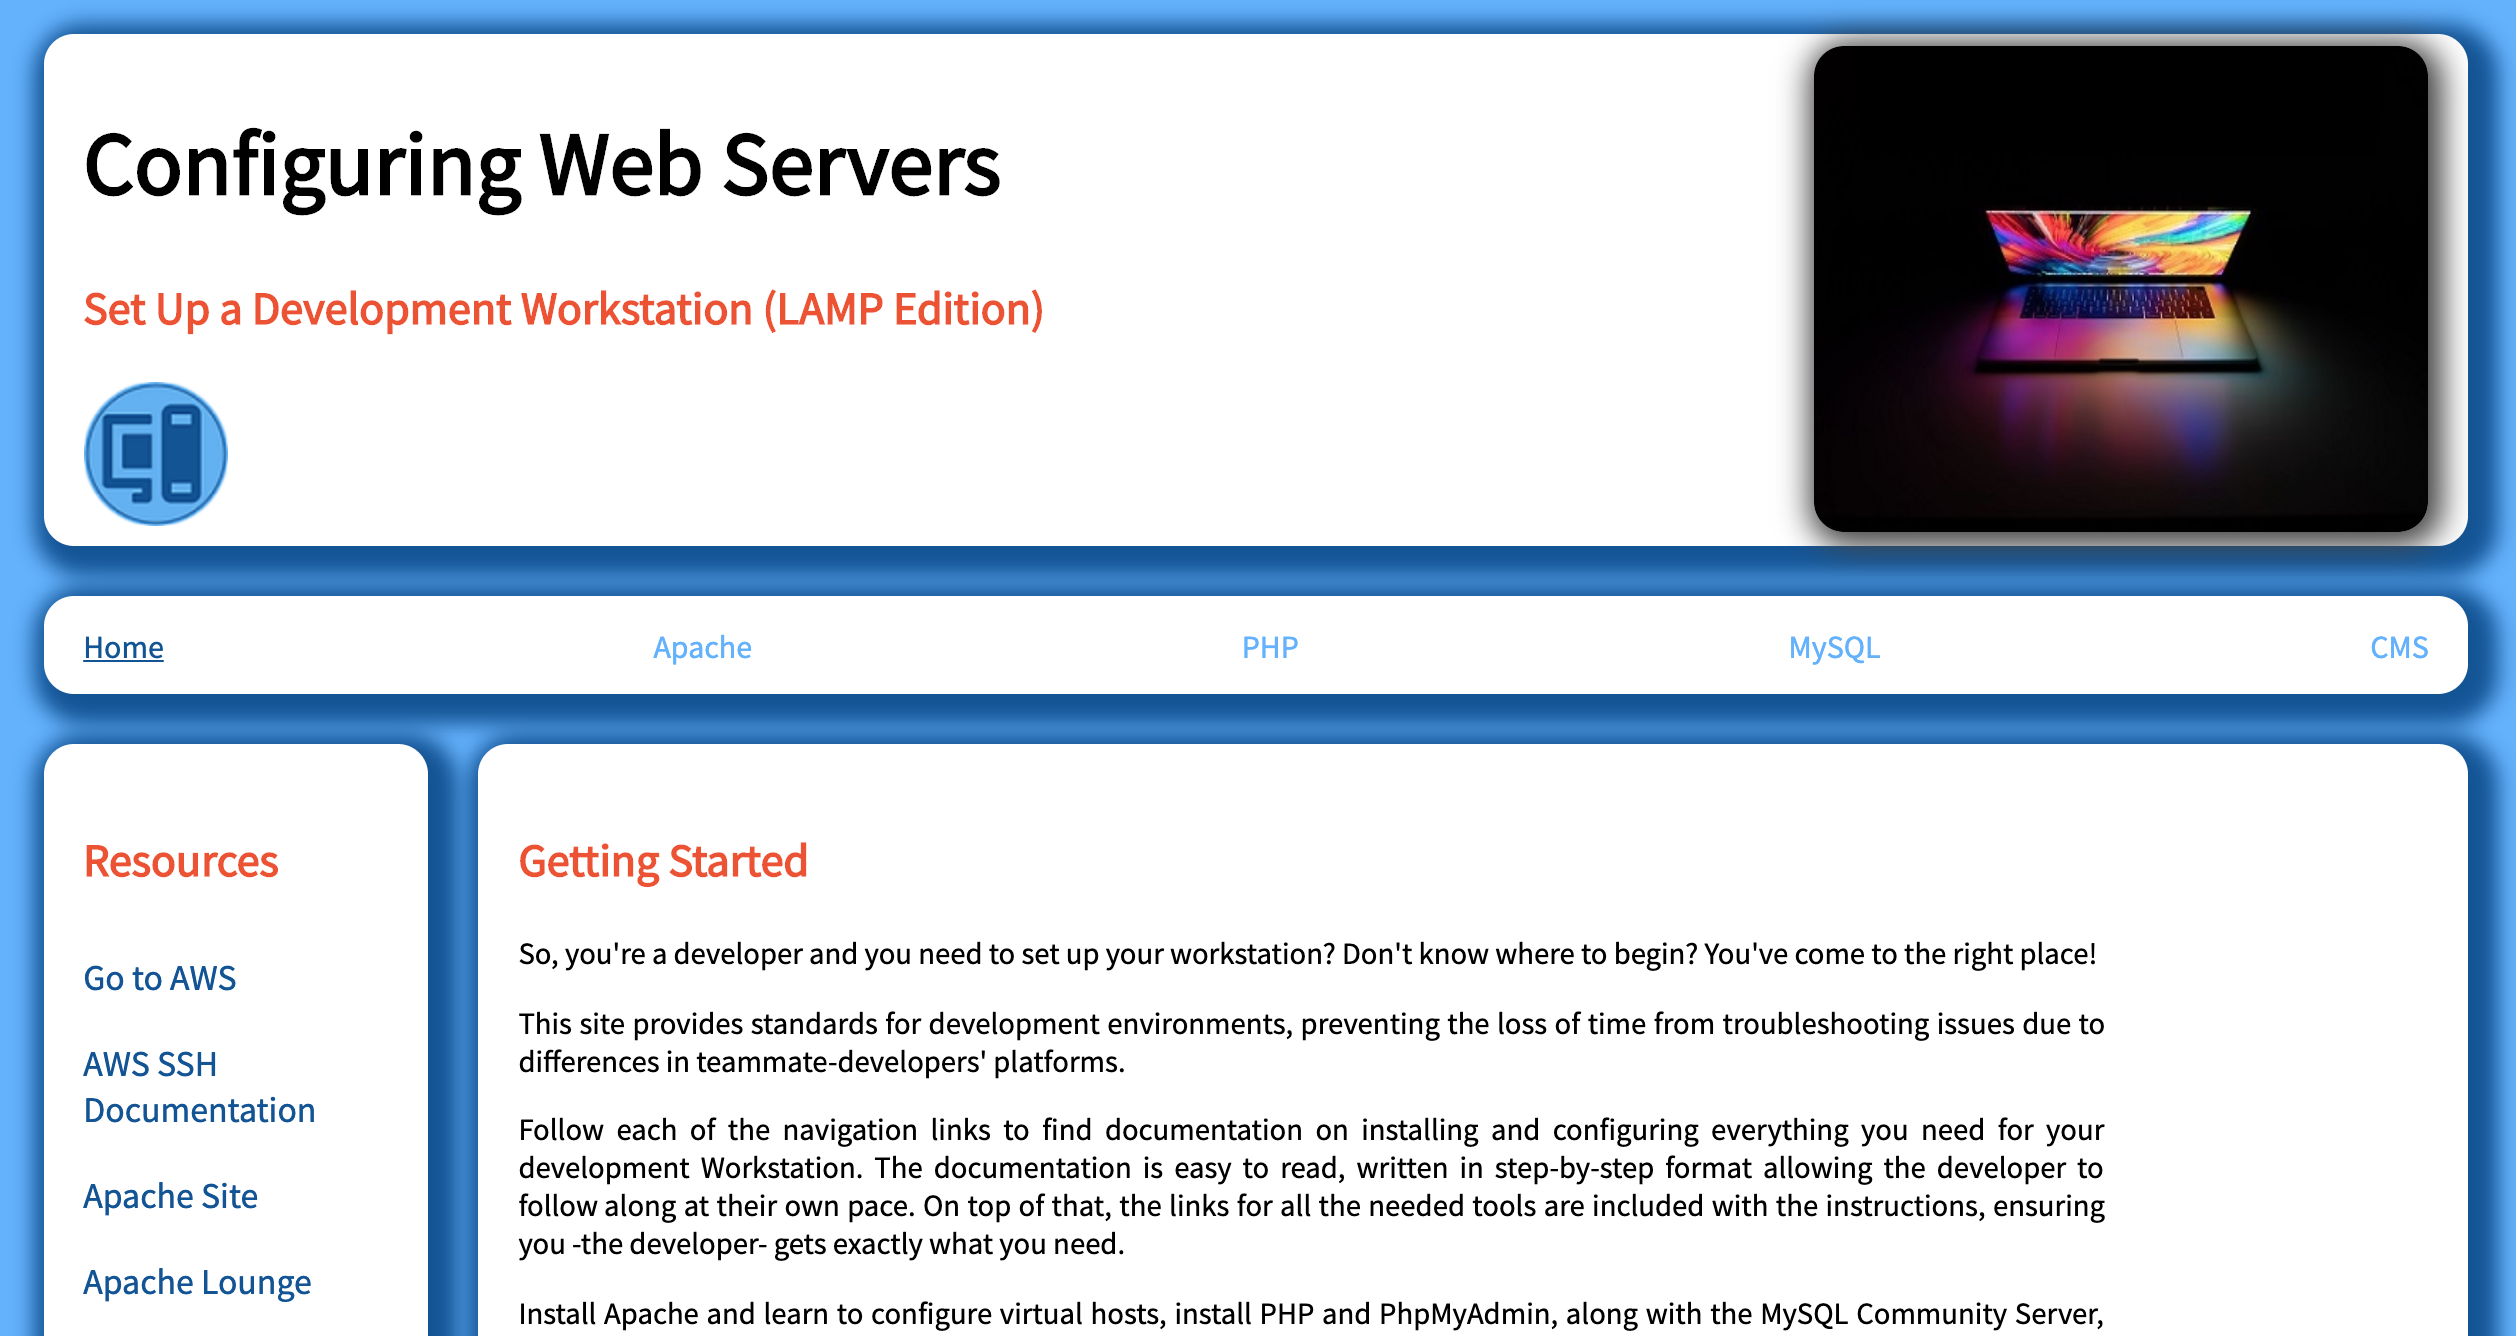 Configuring Web Servers
Set Up a Development Workstation (LAMP Edition)
Home
Apache
PHP
MySQL
CMS
Resources
Go to AWS
AWS SSH
Documentation
Apache Site
Apache Lounge
Getting Started
So, you're a developer and you need to set up your workstation? Don't know where to begin? You've come to the right place!
This site provides standards for development environments, preventing the loss of time from troubleshooting issues due to
differences in teammate-developers' platforms.
Follow each of the navigation links to find documentation on installing and configuring everything you need for your
development Workstation. The documentation is easy to read, written in step-by-step format allowing the developer to
follow along at their own pace. On top of that, the links for all the needed tools are included with the instructions, ensuring
you -the developer- gets exactly what you need.
Install Apache and learn to configure virtual hosts, install PHP and PhpMyAdmin, along with the MySQL Community Server,